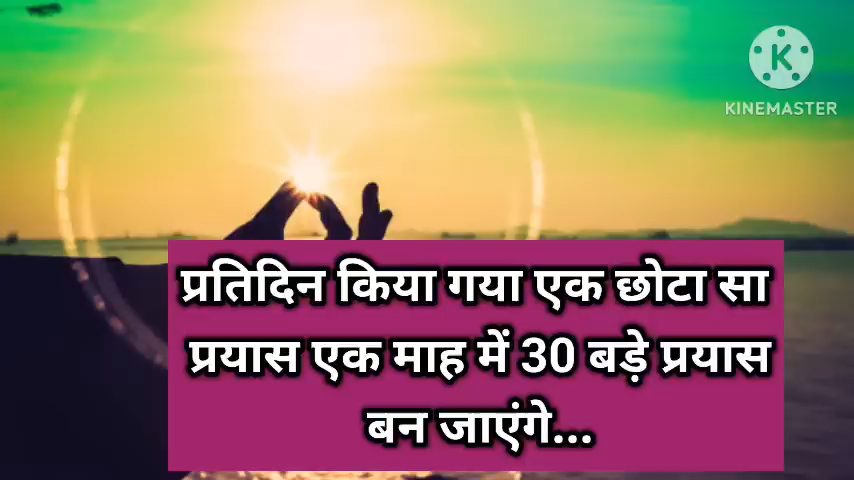 KINEMASTER
प्रतिदिन किया गया एक छोटा सा
प्रयास एक माह में 30 बड़े प्रयास
बन जाएंगे...